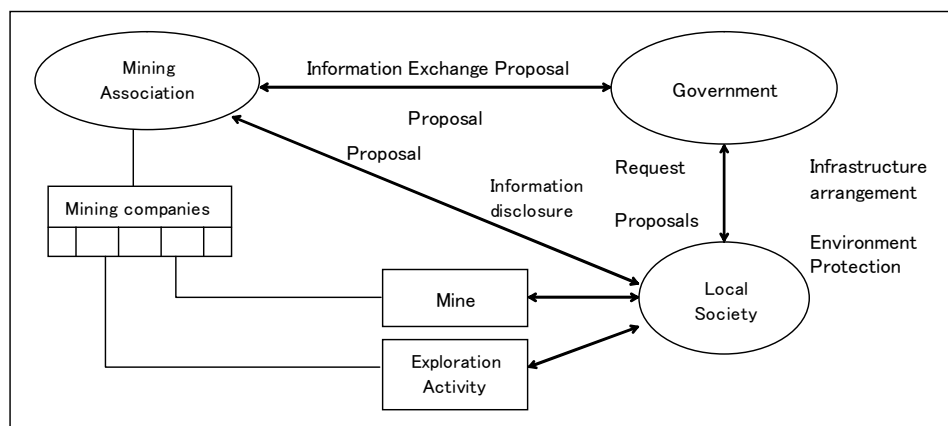 Mining
Association
Information Exchange Proposal
Government
Proposal
Proposal
Request
Infrastructure
arrangement
Information
disclosure
Mining companies
Proposals
Environment
Protection
Local
Society
Mine
Exploration
Activity